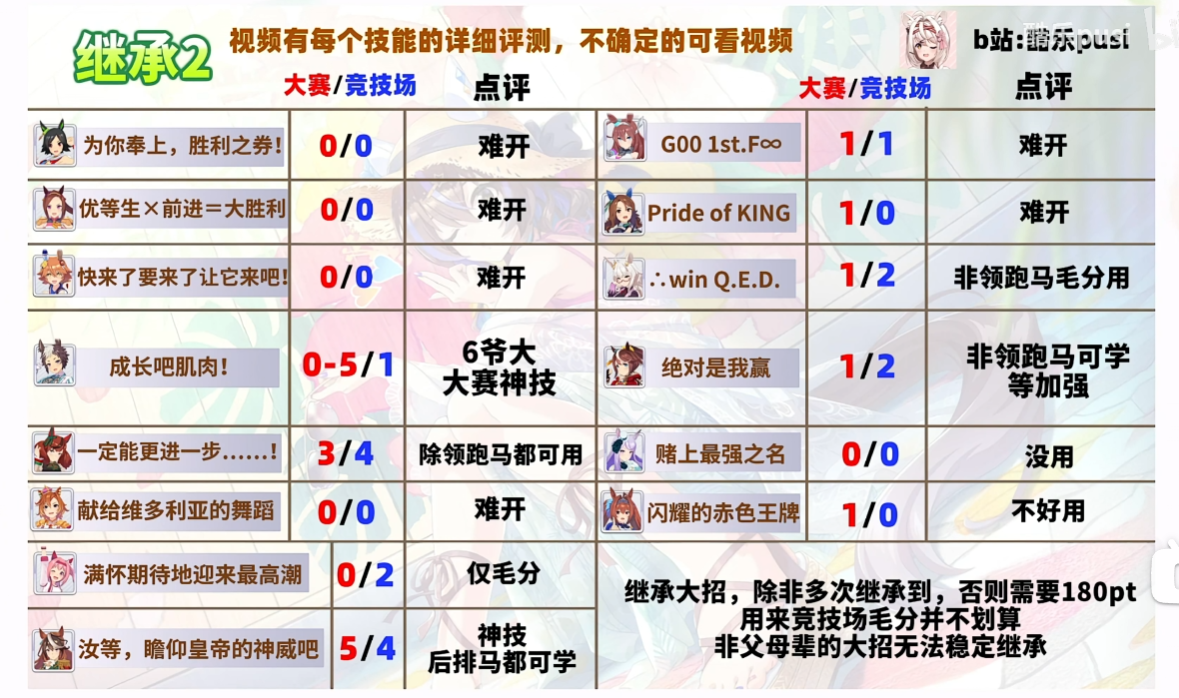 继承2
视频有每个技能的详细评测，不确定的可看视频
b站:酷乐pusi
大赛/竞技场 点评 大赛/竞技场 点评
为你奉上，胜利之券! 0/0 难开 G00 1st.F∞ 1/1 难开
优等生×前进＝大胜利 0/0 难开 Pride of KING 1/0 难开
快来了要来了让它来吧! 0/0 难开 ∴win Q.E.D. 1/2 非领跑马毛分用
成长吧肌肉! 0-5/1 6爷大
大赛神技
绝对是我赢 1/2 非领跑马可学
等加强
一定能更进一步......! 3/4 除领跑马都可用 赌上最强之名 0/0 没用
献给维多利亚的舞蹈 0/0 难开 闪耀的赤色王牌 1/0 不好用
满怀期待地迎来最高潮 0/2 仅毛分
汝等，瞻仰皇帝的神威吧 5/4 神技
后排马都可学
继承大招，除非多次继承到，否则需要180pt
用来竞技场毛分并不划算
非父母辈的大招无法稳定继承